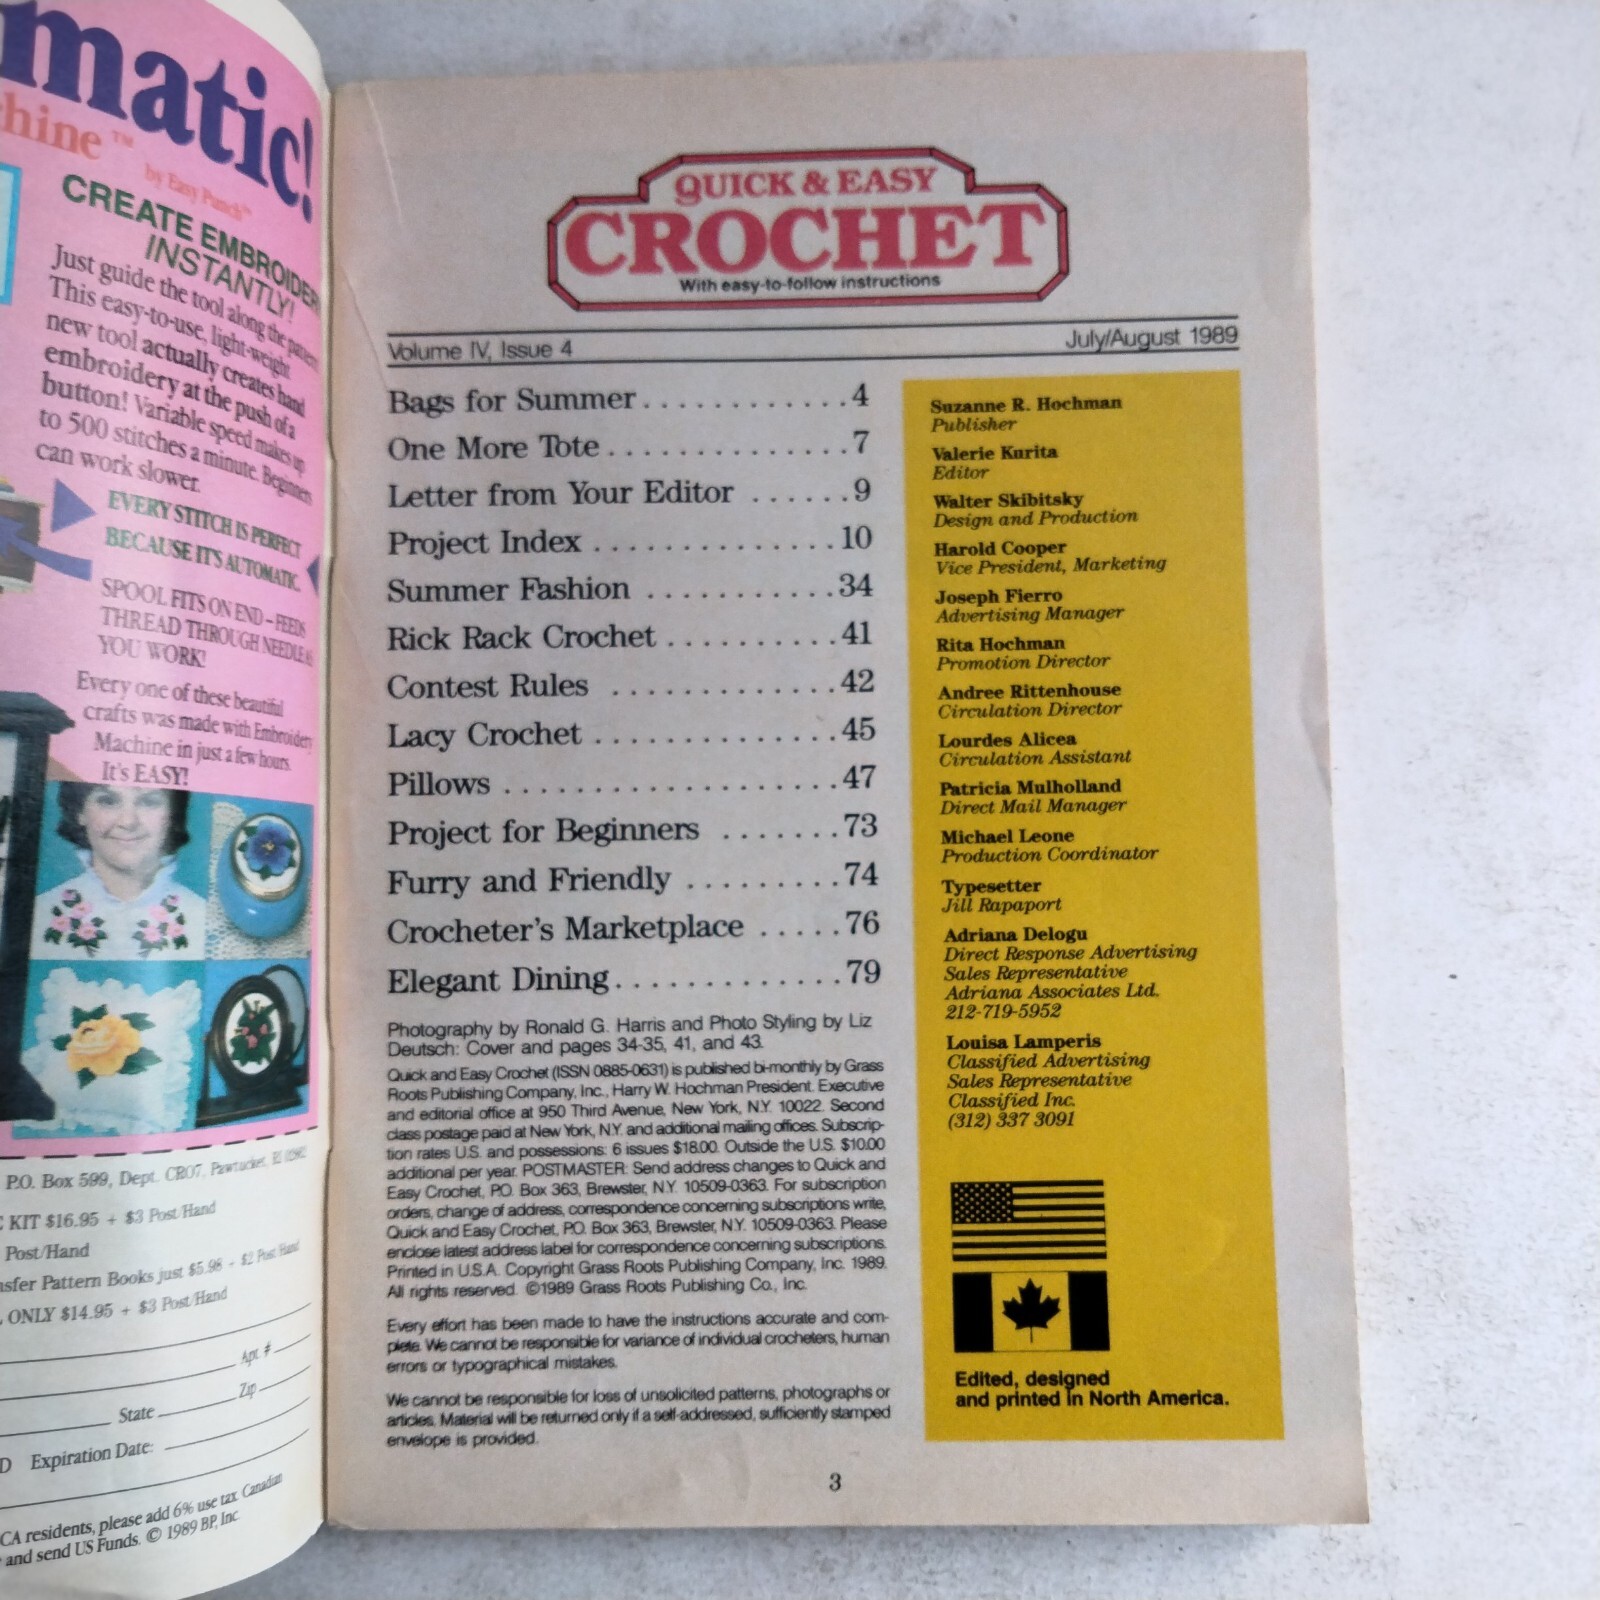 matic!
hine™
by Easy Punch™
CREATE EMBROIDER
INSTANTLY!
Just guide the tool along the pattern
This easy-to-use, light-weight
new tool actually creates hand
embroidery at the push of a
button! Variable speed makes up
to 500 stitches a minute. Beginners
can work slower.
EVERY STITCH IS PERFECT
BECAUSE IT'S AUTOMATIC.
SPOOL FITS ON END – FEEDS
THREAD THROUGH NEEDLE AS
YOU WORK!
Every one of these beautiful
crafts was made with Embroidery
Machine in just a few hours.
It's EASY!
P.O. Box 599, Dept. CRO7, Pawtucket, RI
KIT $16.95 + $3 Post/Hand
Post/Hand
nsfer Pattern Books just $5.98 + $2 Post/Hand
ONLY $14.95 + $3 Post/Hand
Apt. #
Zip
State
D Expiration Date:
CA residents, please add 6% use tax. Canadian
and send US Funds. © 1989 BP, Inc.
QUICK & EASY
CROCHET
With easy-to-follow instructions
Volume IV, Issue 4
July/August 1989
Bags for Summer............4
One More Tote..............7
Letter from Your Editor ......9
Project Index..............10
Summer Fashion ...........34
Rick Rack Crochet..........41
Contest Rules .............42
Lacy Crochet..............45
Pillows....................47
Project for Beginners .......73
Furry and Friendly .........74
Crocheter's Marketplace .....76
Elegant Dining.............79
Photography by Ronald G. Harris and Photo Styling by Liz
Deutsch: Cover and pages 34-35, 41, and 43.
Quick and Easy Crochet (ISSN 0885-0631) is published bi-monthly by Grass
Roots Publishing Company, Inc., Harry W. Hochman President. Executive
and editorial office at 950 Third Avenue, New York, N.Y. 10022. Second
class postage paid at New York, N.Y. and additional mailing offices. Subscrip-
tion rates U.S. and possessions: 6 issues $18.00. Outside the U.S. $10.00
additional per year. POSTMASTER: Send address changes to Quick and
Easy Crochet, P.O. Box 363, Brewster, N.Y. 10509-0363. For subscription
orders, change of address, correspondence concerning subscriptions write,
Quick and Easy Crochet, P.O. Box 363, Brewster, N.Y. 10509-0363. Please
enclose latest address label for correspondence concerning subscriptions.
Printed in U.S.A. Copyright Grass Roots Publishing Company, Inc. 1989.
All rights reserved. ©1989 Grass Roots Publishing Co., Inc.
Every effort has been made to have the instructions accurate and com-
plete. We cannot be responsible for variance of individual crocheters, human
errors or typographical mistakes.
We cannot be responsible for loss of unsolicited patterns, photographs or
articles. Material will be returned only if a self-addressed, sufficiently stamped
envelope is provided.
Suzanne R. Hochman
Publisher
Valerie Kurita
Editor
Walter Skibitsky
Design and Production
Harold Cooper
Vice President, Marketing
Joseph Fierro
Advertising Manager
Rita Hochman
Promotion Director
Andree Rittenhouse
Circulation Director
Lourdes Alicea
Circulation Assistant
Patricia Mulholland
Direct Mail Manager
Michael Leone
Production Coordinator
Typesetter
Jill Rapaport
Adriana Delogu
Direct Response Advertising
Sales Representative
Adriana Associates Ltd.
212-719-5952
Louisa Lamperis
Classified Advertising
Sales Representative
Classified Inc.
(312) 337 3091
Edited, designed
and printed in North America.
3